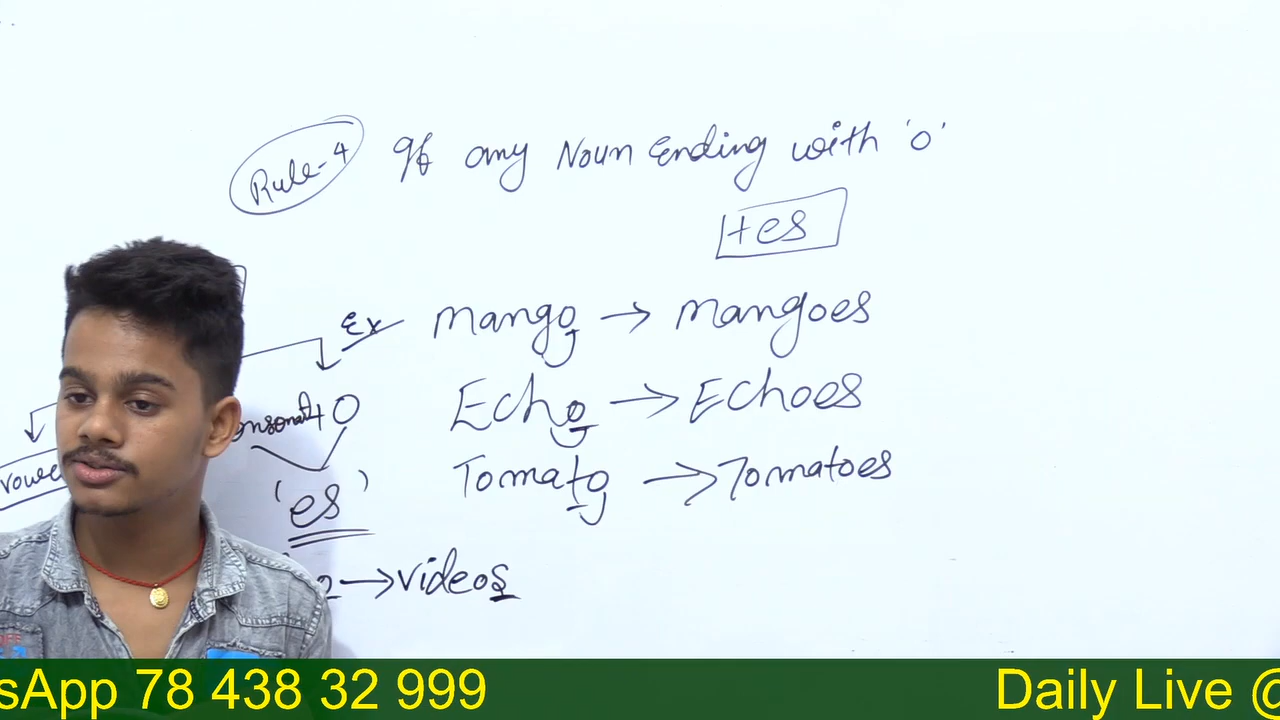 Rule-4 If any Noun Ending with 'o'
+es
Ex Mango → Mangoes
Echo → Echoes
+ O
Tomato → Tomatoes
'es'
→ Videos
sApp 78 438 32 999
Daily Live @